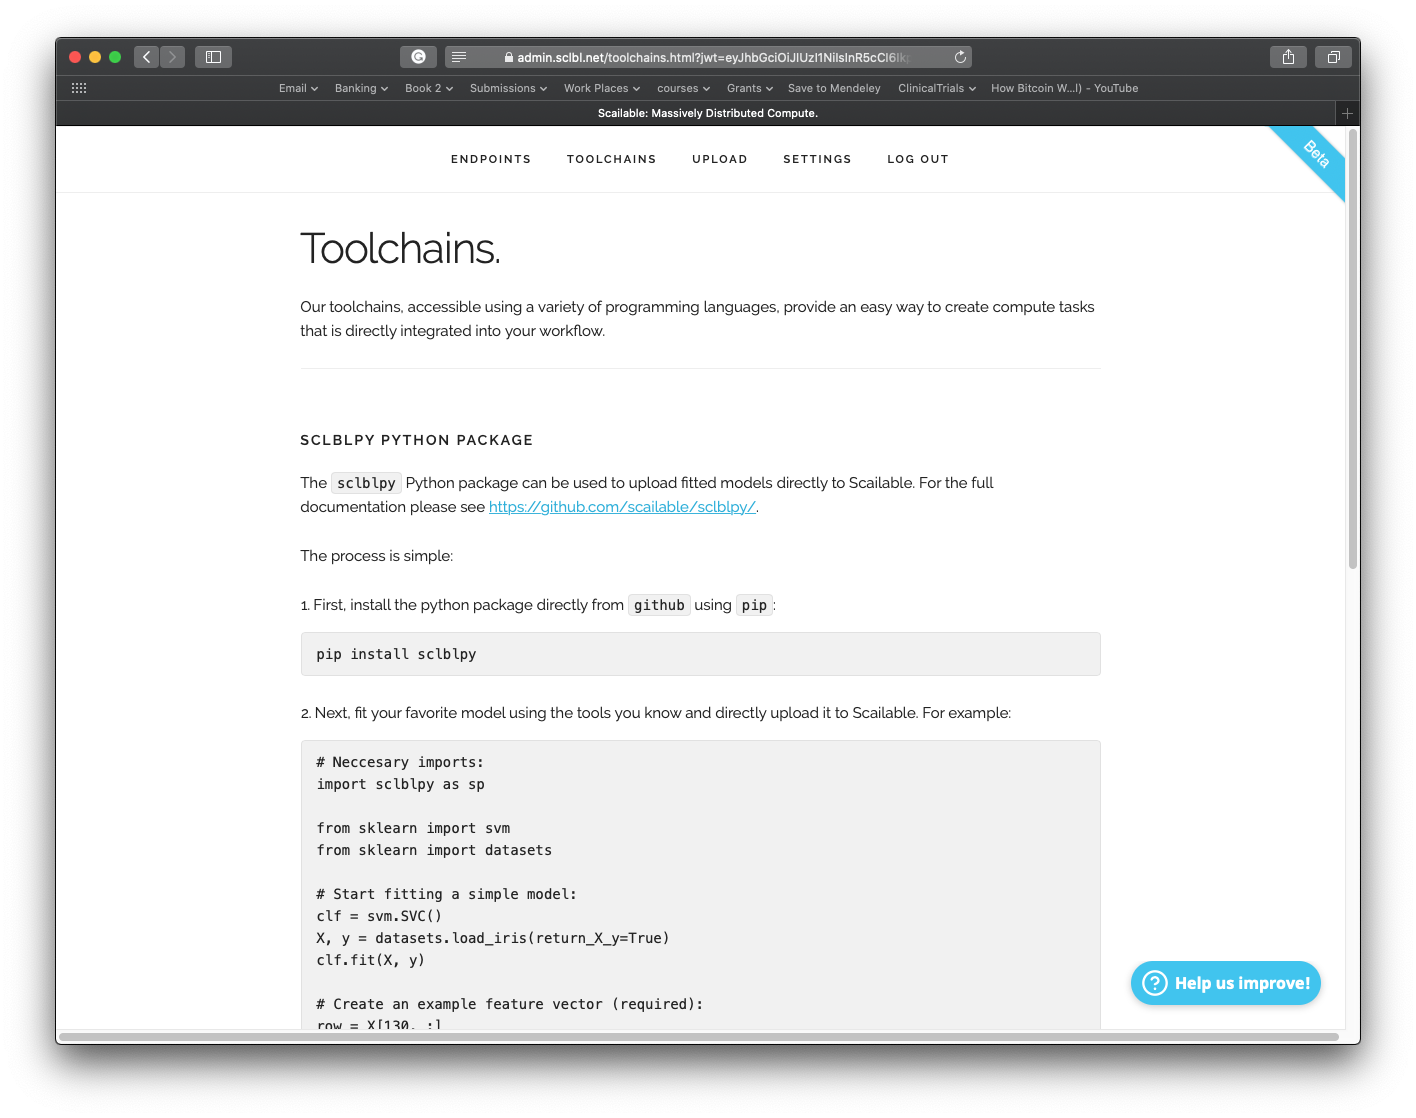 admin.sclbl.net/toolchains.html?jwt=eyJhbGciOiJIUzI1NiIsInR5cCI6Ikp
Email Banking Book 2 Submissions Work Places courses Grants Save to Mendeley ClinicalTrials How Bitcoin W...I) - YouTube
Scailable: Massively Distributed Compute.
ENDPOINTS TOOLCHAINS UPLOAD SETTINGS LOG OUT
Beta
Toolchains.
Our toolchains, accessible using a variety of programming languages, provide an easy way to create compute tasks
that is directly integrated into your workflow.
SCLBLPY PYTHON PACKAGE
The sclblpy Python package can be used to upload fitted models directly to Scailable. For the full
documentation please see https://github.com/scailable/sclblpy/.
The process is simple:
1. First, install the python package directly from github using pip:
pip install sclblpy
2. Next, fit your favorite model using the tools you know and directly upload it to Scailable. For example:
# Neccesary imports:
import sclblpy as sp
from sklearn import svm
from sklearn import datasets
# Start fitting a simple model:
clf = svm.SVC()
X, y = datasets.load_iris(return_X_y=True)
clf.fit(X, y)
# Create an example feature vector (required):
row = X[130, :]
Help us improve!